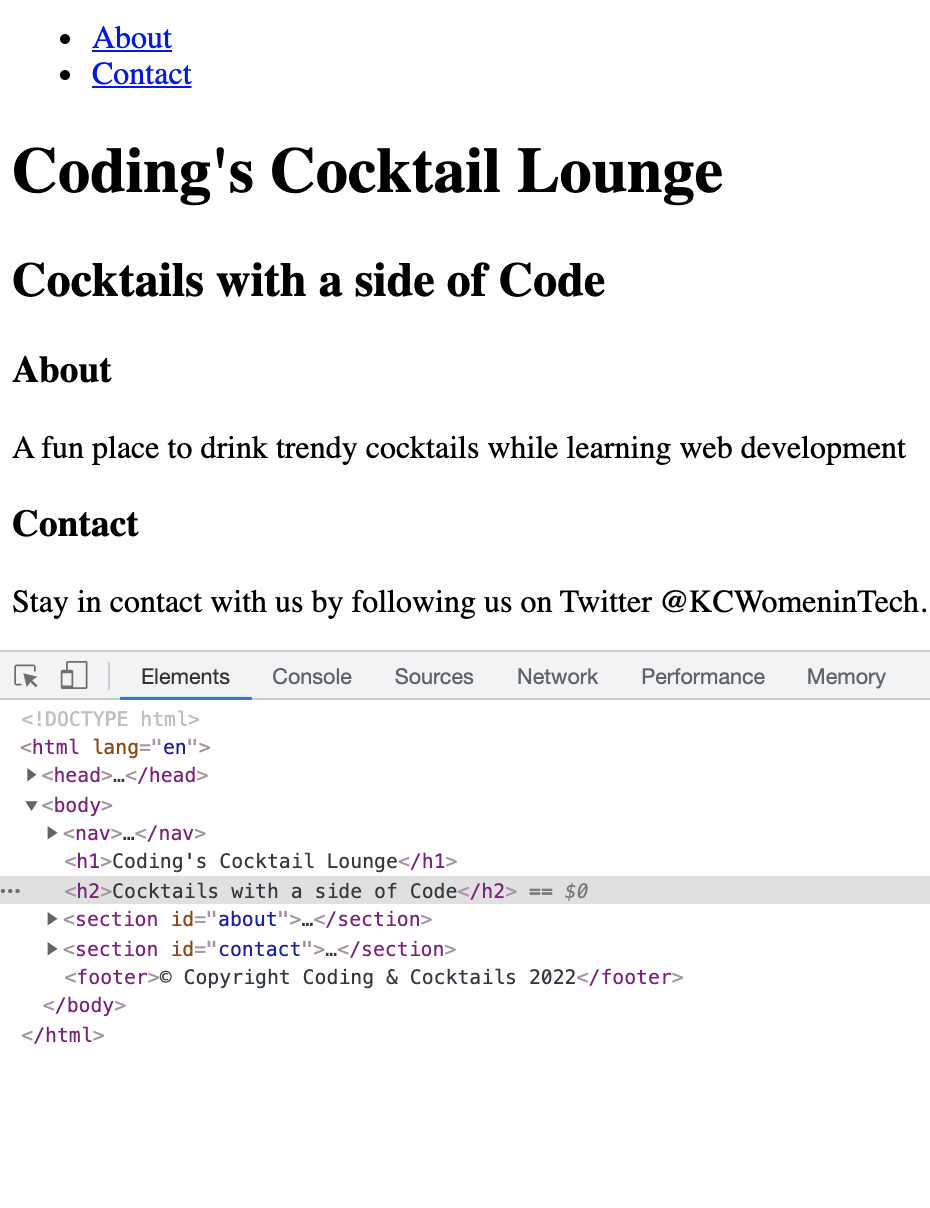 About
Contact
Coding's Cocktail Lounge
Cocktails with a side of Code
About
A fun place to drink trendy cocktails while learning web development
Contact
Stay in contact with us by following us on Twitter @KCWomeninTech.
Elements Console Sources Network Performance Memory
<!DOCTYPE html>
<html lang="en">
<head>…</head>
<body>
<nav>…</nav>
<h1>Coding's Cocktail Lounge</h1>
<h2>Cocktails with a side of Code</h2> == $0
<section id="about">…</section>
<section id="contact">…</section>
<footer>© Copyright Coding & Cocktails 2022</footer>
</body>
</html>